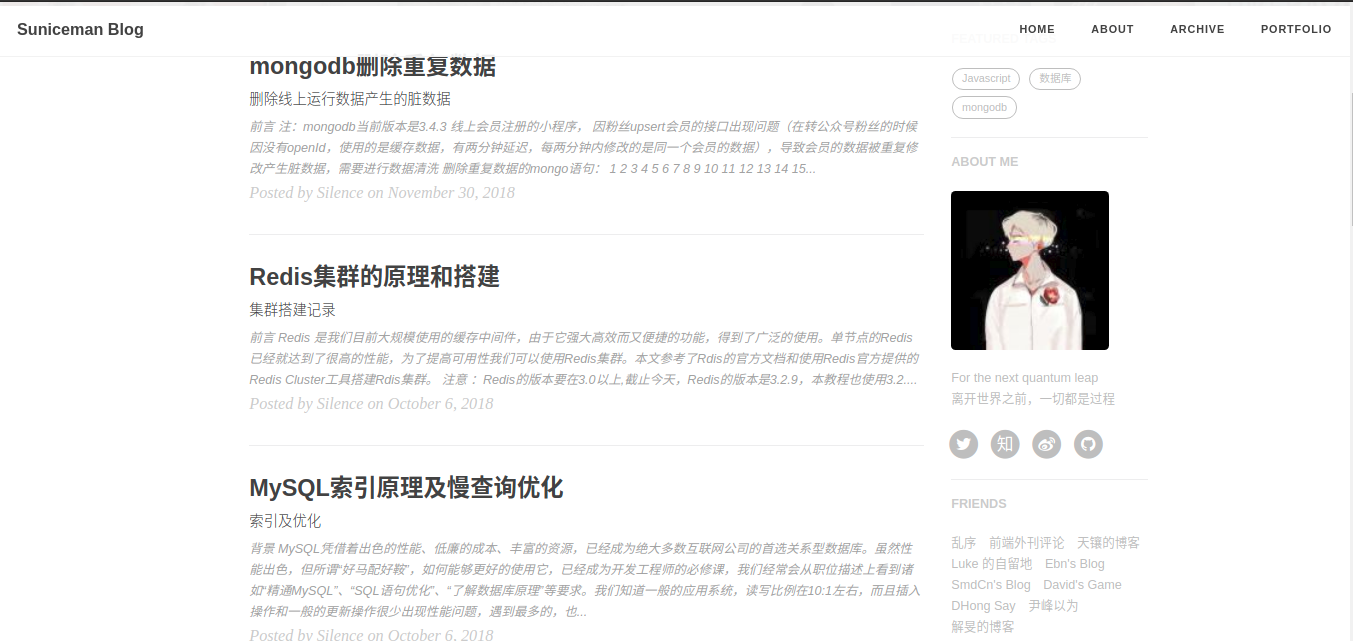 Suniceman Blog
HOME ABOUT ARCHIVE PORTFOLIO
mongodb删除重复数据
删除线上运行数据产生的脏数据
前言 注：mongodb当前版本是3.4.3 线上会员注册的小程序， 因粉丝upsert会员的接口出现问题（在转公众号粉丝的时候
因没有openId，使用的是缓存数据，有两分钟延迟，每两分钟内修改的是同一个会员的数据），导致会员的数据被重复修
改产生脏数据，需要进行数据清洗 删除重复数据的mongo语句： 1 2 3 4 5 6 7 8 9 10 11 12 13 14 15...
Posted by Silence on November 30, 2018
Redis集群的原理和搭建
集群搭建记录
前言 Redis 是我们目前大规模使用的缓存中间件，由于它强大高效而又便捷的功能，得到了广泛的使用。单节点的Redis
已经就达到了很高的性能，为了提高可用性我们可以使用Redis集群。本文参考了Rdis的官方文档和使用Redis官方提供的
Redis Cluster工具搭建Rdis集群。 注意 ：Redis的版本要在3.0以上,截止今天，Redis的版本是3.2.9，本教程也使用3.2....
Posted by Silence on October 6, 2018
MySQL索引原理及慢查询优化
索引及优化
背景 MySQL凭借着出色的性能、低廉的成本、丰富的资源，已经成为绝大多数互联网公司的首选关系型数据库。虽然性
能出色，但所谓“好马配好鞍”，如何能够更好的使用它，已经成为开发工程师的必修课，我们经常会从职位描述上看到诸
如“精通MySQL”、“SQL语句优化”、“了解数据库原理”等要求。我们知道一般的应用系统，读写比例在10:1左右，而且插入
操作和一般的更新操作很少出现性能问题，遇到最多的，也...
Posted by Silence on October 6, 2018
FEATURED TAGS
Javascript 数据库
mongodb
ABOUT ME
For the next quantum leap
离开世界之前，一切都是过程
知
FRIENDS
乱序 前端外刊评论 天镶的博客
Luke 的自留地 Ebn's Blog
SmdCn's Blog David's Game
DHong Say 尹峰以为
解旻的博客